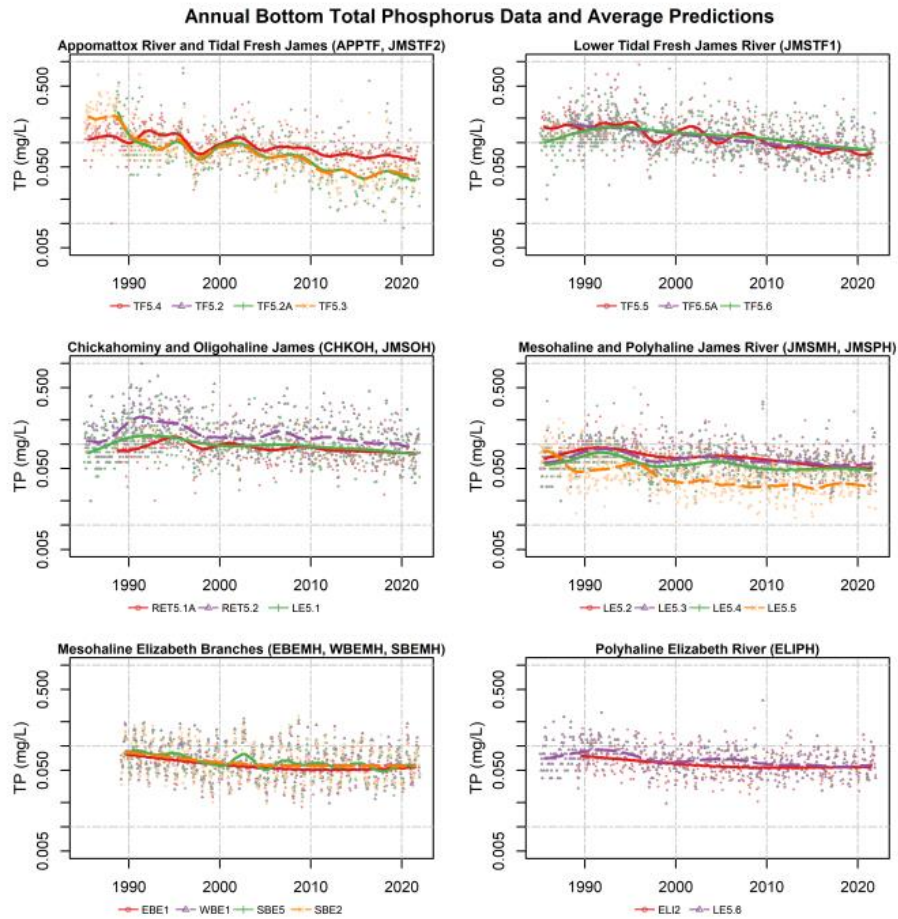 Annual Bottom Total Phosphorus Data and Average Predictions
Appomattox River and Tidal Fresh James (APPTF, JMSTF2)
TP (mg/L)
0.500
0.050
0.005
1990 2000 2010 2020
TF5.4 TF5.2 TF5.2A TF5.3
Lower Tidal Fresh James River (JMSTF1)
TP (mg/L)
0.500
0.050
0.005
1990 2000 2010 2020
TF5.5 TF5.5A TF5.6
Chickahominy and Oligohaline James (CHKOH, JMSOH)
TP (mg/L)
0.500
0.050
0.005
1990 2000 2010 2020
RET5.1A RET5.2 LE5.1
Mesohaline and Polyhaline James River (JMSMH, JMSPH)
TP (mg/L)
0.500
0.050
0.005
1990 2000 2010 2020
LE5.2 LE5.3 LE5.4 LE5.5
Mesohaline Elizabeth Branches (EBEMH, WBEMH, SBEMH)
TP (mg/L)
0.500
0.050
0.005
1990 2000 2010 2020
EBE1 WBE1 SBE5 SBE2
Polyhaline Elizabeth River (ELIPH)
TP (mg/L)
0.500
0.050
0.005
1990 2000 2010 2020
ELI2 LE5.6